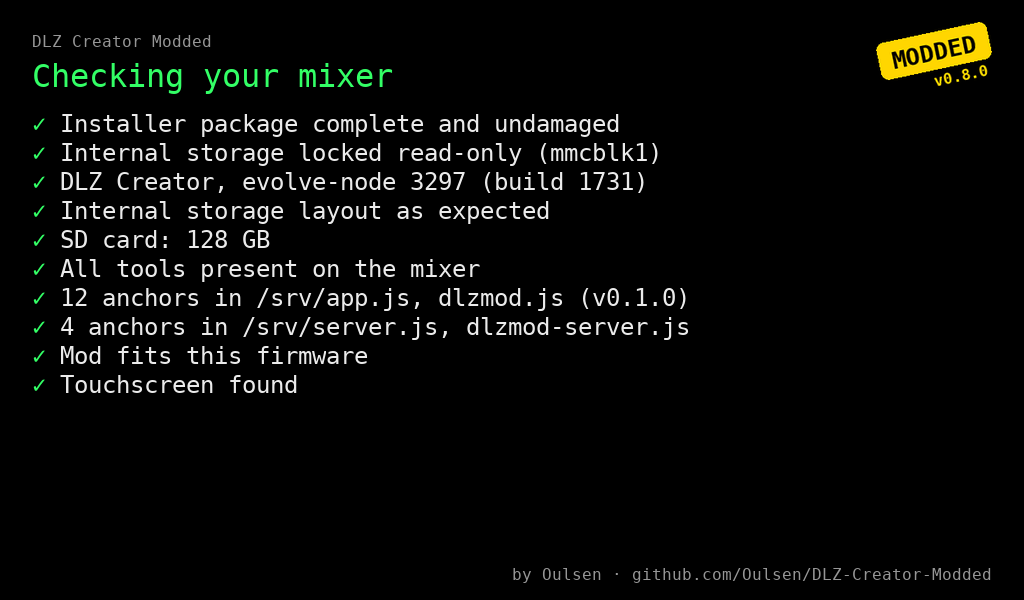 DLZ Creator Modded
MODDED
v0.8.0
Checking your mixer
✓ Installer package complete and undamaged
✓ Internal storage locked read-only (mmcblk1)
✓ DLZ Creator, evolve-node 3297 (build 1731)
✓ Internal storage layout as expected
✓ SD card: 128 GB
✓ All tools present on the mixer
✓ 12 anchors in /srv/app.js, dlzmod.js (v0.1.0)
✓ 4 anchors in /srv/server.js, dlzmod-server.js
✓ Mod fits this firmware
✓ Touchscreen found
by Oulsen · github.com/Oulsen/DLZ-Creator-Modded